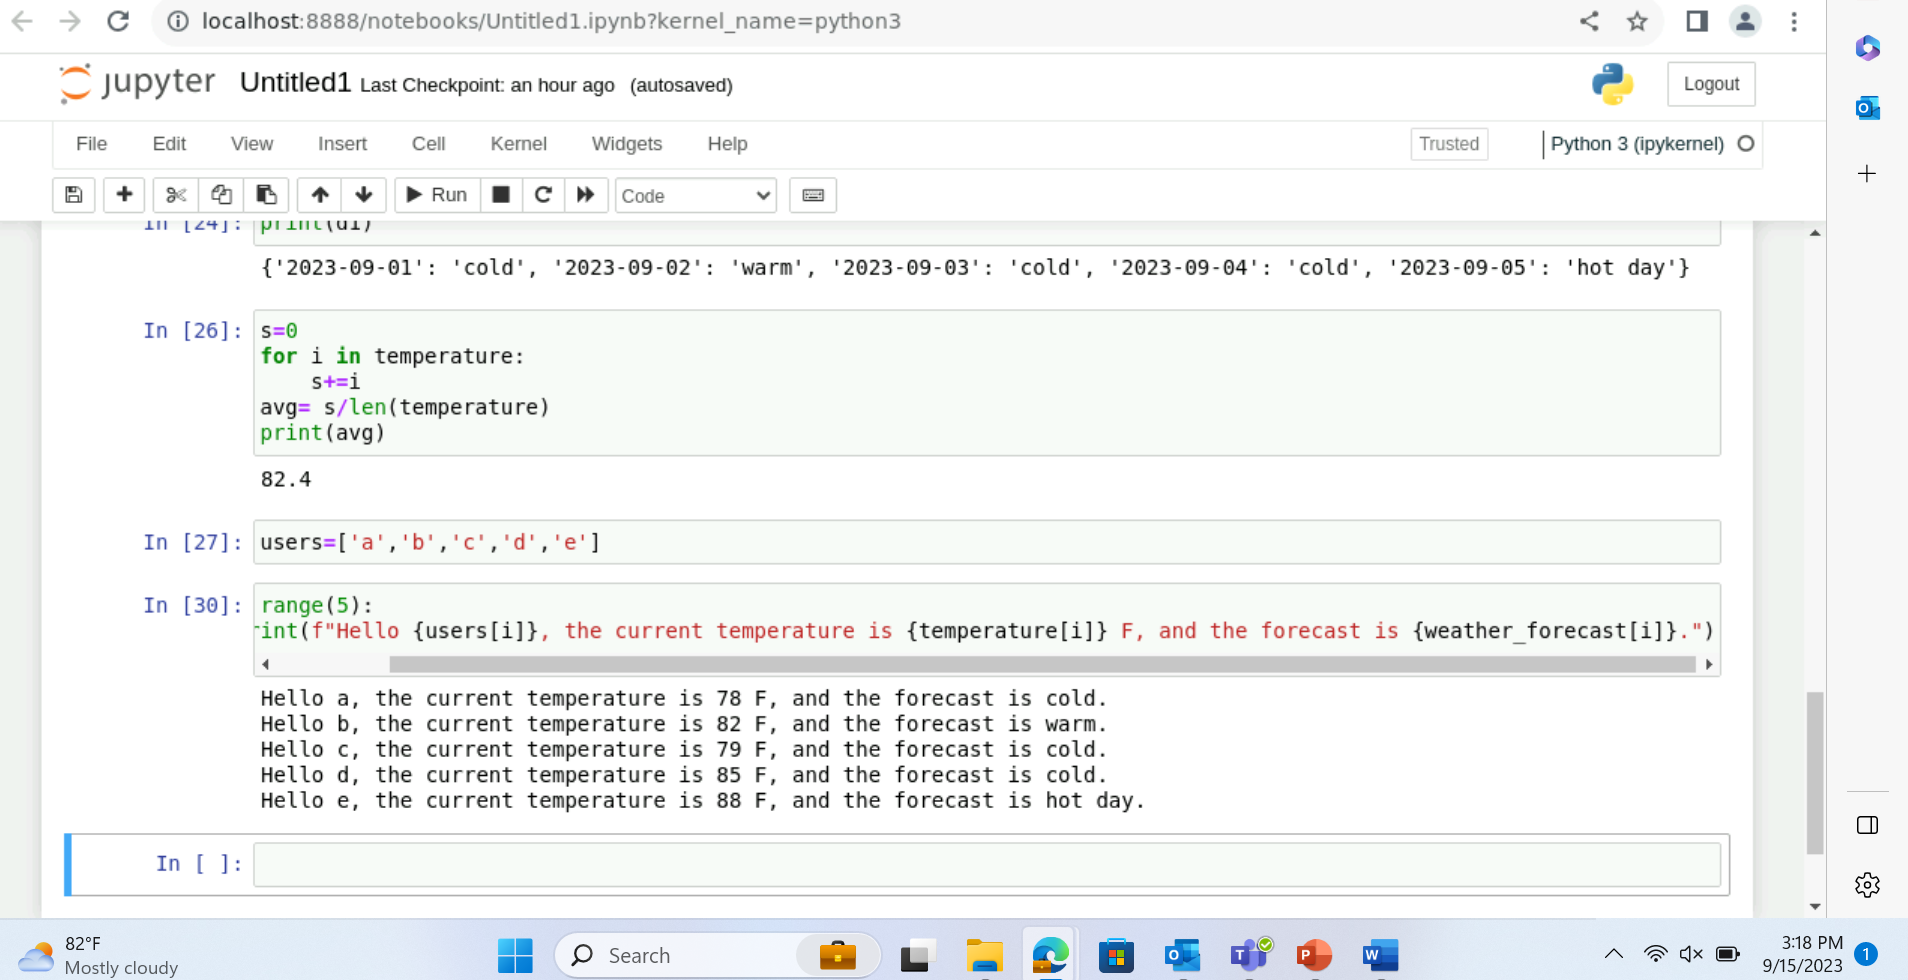 localhost:8888/notebooks/Untitled1.ipynb?kernel_name=python3
jupyter Untitled1 Last Checkpoint: an hour ago (autosaved) Logout
File Edit View Insert Cell Kernel Widgets Help Trusted Python 3 (ipykernel)
Run Code
In [24]: print(d1)
{'2023-09-01': 'cold', '2023-09-02': 'warm', '2023-09-03': 'cold', '2023-09-04': 'cold', '2023-09-05': 'hot day'}
In [26]: s=0
for i in temperature:
    s+=i
avg= s/len(temperature)
print(avg)
82.4
In [27]: users=['a','b','c','d','e']
In [30]: range(5):
rint(f"Hello {users[i]}, the current temperature is {temperature[i]} F, and the forecast is {weather_forecast[i]}.")
Hello a, the current temperature is 78 F, and the forecast is cold.
Hello b, the current temperature is 82 F, and the forecast is warm.
Hello c, the current temperature is 79 F, and the forecast is cold.
Hello d, the current temperature is 85 F, and the forecast is cold.
Hello e, the current temperature is 88 F, and the forecast is hot day.
In [ ]:
82°F
Mostly cloudy
Search
3:18 PM
9/15/2023
1